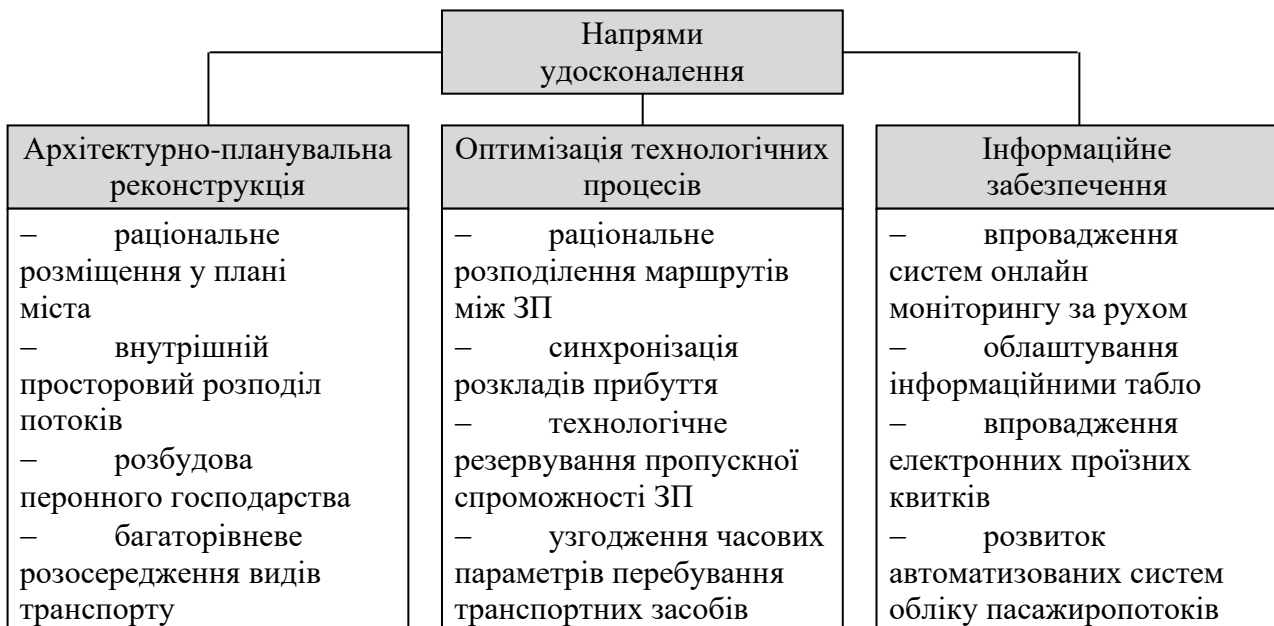 Напрями
удосконалення
Архітектурно-планувальна
реконструкція
– раціональне
розміщення у плані
міста
– внутрішній
просторовий розподіл
потоків
– розбудова
перонного господарства
– багаторівневе
розосередження видів
транспорту
Оптимізація технологічних
процесів
– раціональне
розподілення маршрутів
між ЗП
– синхронізація
розкладів прибуття
– технологічне
резервування пропускної
спроможності ЗП
– узгодження часових
параметрів перебування
транспортних засобів
Інформаційне
забезпечення
– впровадження
систем онлайн
моніторингу за рухом
– облаштування
інформаційними табло
– впровадження
електронних проїзних
квитків
– розвиток
автоматизованих систем
обліку пасажиропотоків